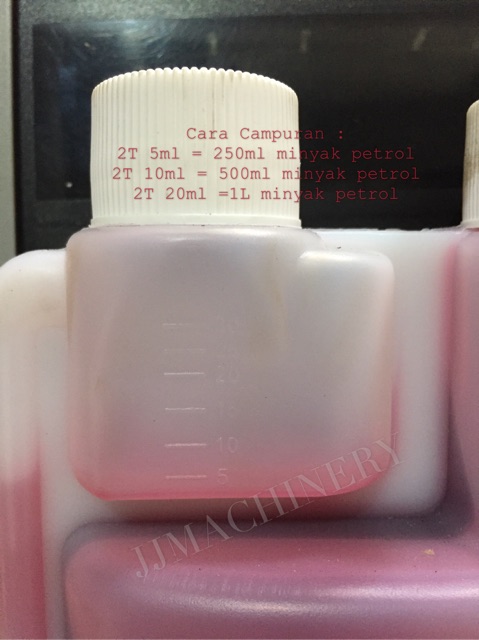 Cara Campuran :
2T 5ml = 250ml minyak petrol
2T 10ml = 500ml minyak petrol
2T 20ml =1L minyak petrol
20
15
10
5
JJMACHINERY